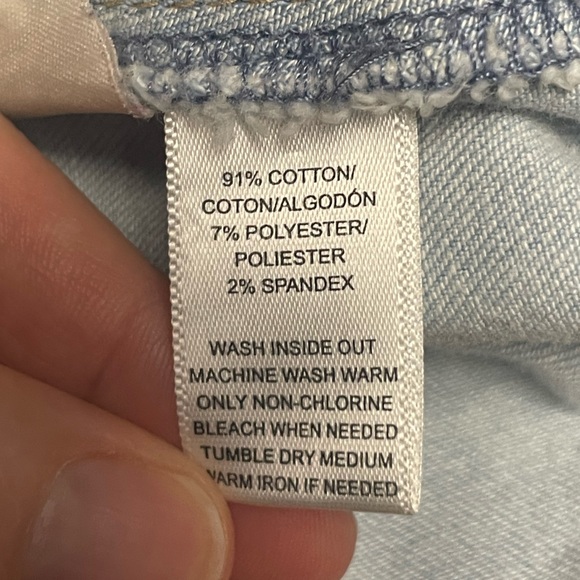 91% COTTON/
COTON/ALGODÓN
7% POLYESTER/
POLIESTER
2% SPANDEX
WASH INSIDE OUT
MACHINE WASH WARM
ONLY NON-CHLORINE
BLEACH WHEN NEEDED
TUMBLE DRY MEDIUM
WARM IRON IF NEEDED